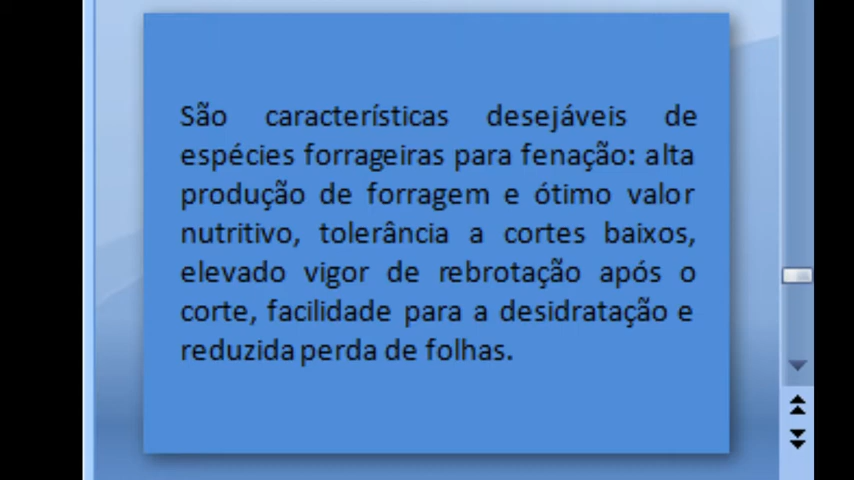 São características desejáveis de
espécies forrageiras para fenação: alta
produção de forragem e ótimo valor
nutritivo, tolerância a cortes baixos,
elevado vigor de rebrotação após o
corte, facilidade para a desidratação e
reduzida perda de folhas.